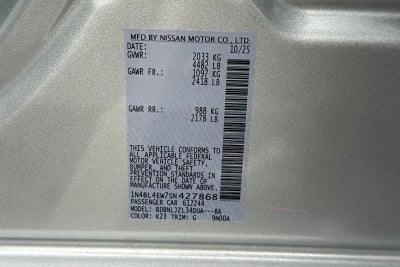 MFD BY NISSAN MOTOR CO., LTD.
DATE: 10/25
GVWR: 2033 KG
4482 LB
GAWR FR.: 1097 KG
2418 LB
GAWR RR.: 988 KG
2178 LB
THIS VEHICLE CONFORMS TO
ALL APPLICABLE FEDERAL
MOTOR VEHICLE SAFETY,
BUMPER, AND THEFT
PREVENTION STANDARDS IN
EFFECT ON THE DATE OF
MANUFACTURE SHOWN ABOVE.
1N4BL4EW7SN427868
PASSENGER CAR 612244
MODEL: BDBNLJZL34DUA---BA
COLOR: K23 TRIM: G 9N00A